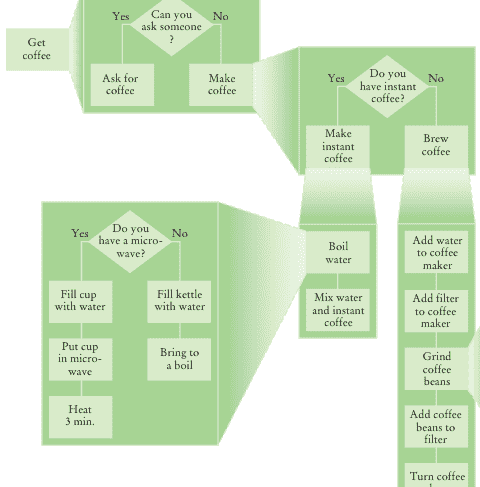 Get
coffee
Yes
Can you
ask someone
?
No
Ask for
coffee
Make
coffee
Yes
Do you
have instant
coffee?
No
Make
instant
coffee
Brew
coffee
Yes
Do you
have a micro-
wave?
No
Fill cup
with water
Put cup
in micro-
wave
Heat
3 min.
Fill kettle
with water
Bring to
a boil
Boil
water
Mix water
and instant
coffee
Add water
to coffee
maker
Add filter
to coffee
maker
Grind
coffee
beans
Add coffee
beans to
filter
Turn coffee